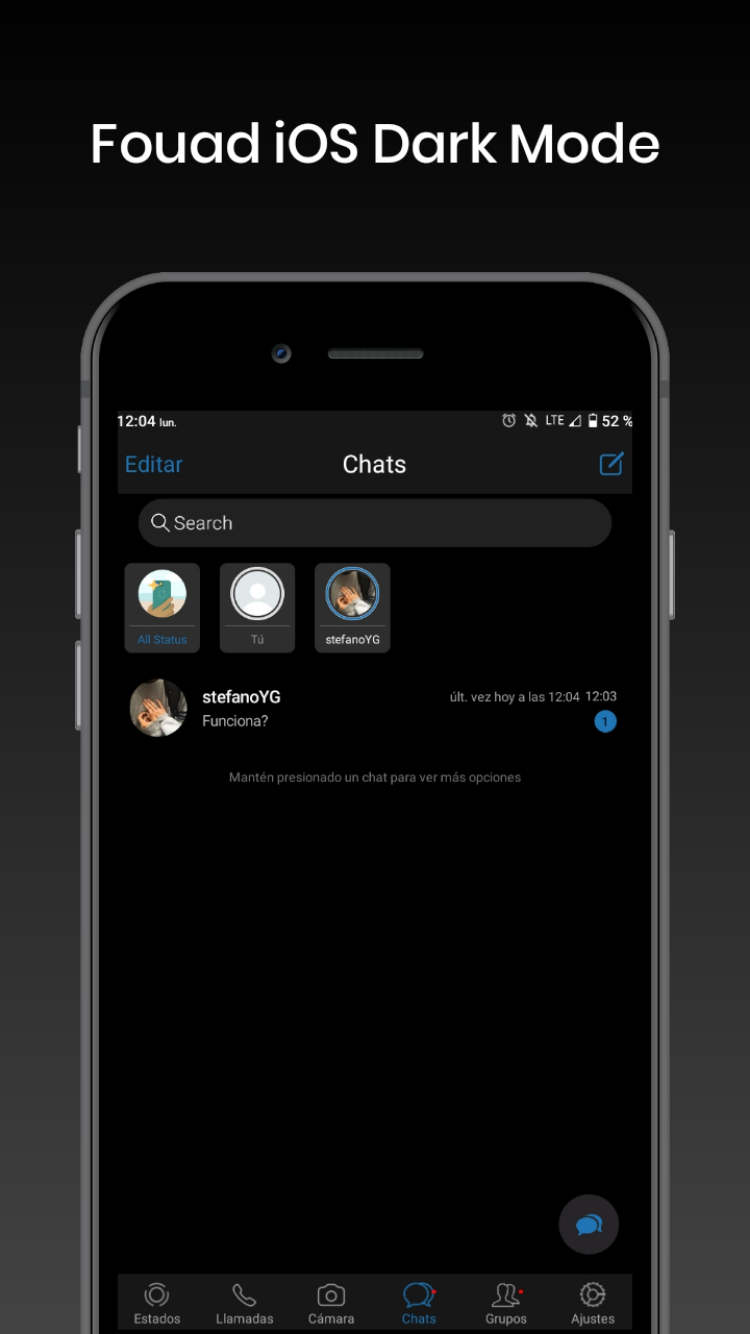 Fouad iOS Dark Mode
12:04 lun.
LTE 52 %
Editar
Chats
Search
All Status
Tú
stefanoYG
stefanoYG
últ. vez hoy a las 12:04 12:03
Funciona?
1
Mantén presionado un chat para ver más opciones
Estados
Llamadas
Cámara
Chats
Grupos
Ajustes